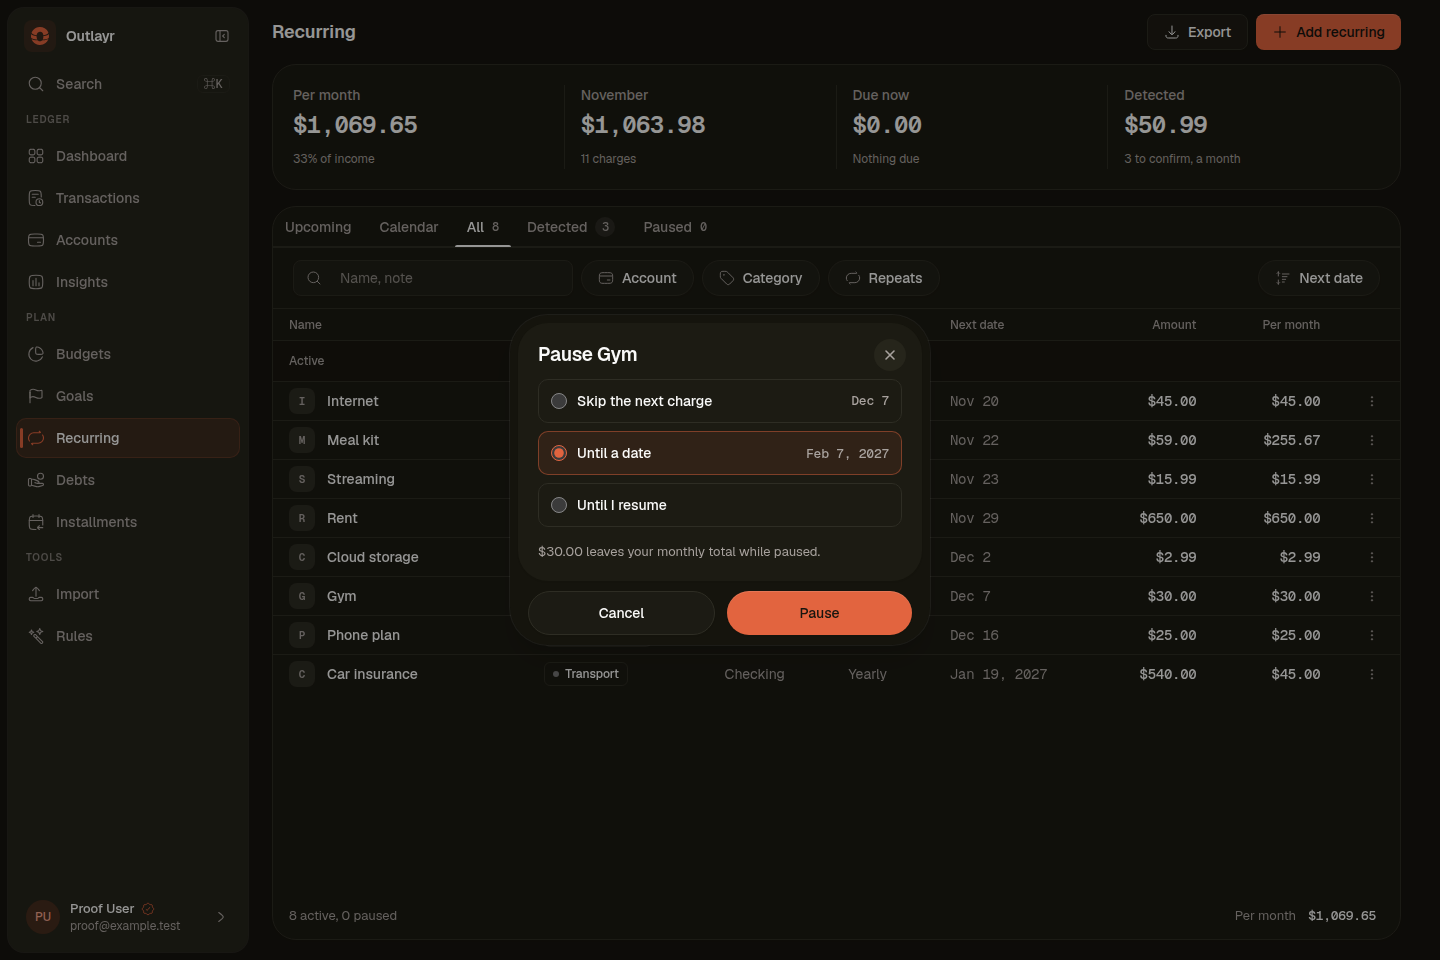 Outlayr
Search ⌘K
LEDGER
Dashboard
Transactions
Accounts
Insights
PLAN
Budgets
Goals
Recurring
Debts
Installments
TOOLS
Import
Rules
PU
Proof User
proof@example.test
Recurring
Export
Add recurring
Per month
$1,069.65
33% of income
November
$1,063.98
11 charges
Due now
$0.00
Nothing due
Detected
$50.99
3 to confirm, a month
Upcoming Calendar All 8 Detected 3 Paused 0
Name, note Account Category Repeats Next date
Name Next date Amount Per month
Active
I Internet Nov 20 $45.00 $45.00
M Meal kit Nov 22 $59.00 $255.67
S Streaming Nov 23 $15.99 $15.99
R Rent Nov 29 $650.00 $650.00
C Cloud storage Dec 2 $2.99 $2.99
G Gym Dec 7 $30.00 $30.00
P Phone plan Dec 16 $25.00 $25.00
C Car insurance Transport Checking Yearly Jan 19, 2027 $540.00 $45.00
8 active, 0 paused Per month $1,069.65
Pause Gym
Skip the next charge Dec 7
Until a date Feb 7, 2027
Until I resume
$30.00 leaves your monthly total while paused.
Cancel Pause